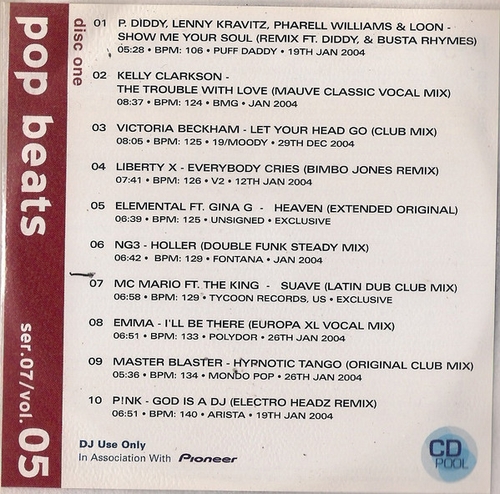 pop beats
ser.07/vol. 05
disc one
01 P. DIDDY, LENNY KRAVITZ, PHARELL WILLIAMS & LOON -
SHOW ME YOUR SOUL (REMIX FT. DIDDY, & BUSTA RHYMES)
05:28 • BPM: 106 • PUFF DADDY • 19TH JAN 2004
02 KELLY CLARKSON -
THE TROUBLE WITH LOVE (MAUVE CLASSIC VOCAL MIX)
08:37 • BPM: 124 • BMG • JAN 2004
03 VICTORIA BECKHAM - LET YOUR HEAD GO (CLUB MIX)
08:05 • BPM: 125 • 19/MOODY • 29TH DEC 2004
04 LIBERTY X - EVERYBODY CRIES (BIMBO JONES REMIX)
07:41 • BPM: 126 • V2 • 12TH JAN 2004
05 ELEMENTAL FT. GINA G - HEAVEN (EXTENDED ORIGINAL)
06:39 • BPM: 125 • UNSIGNED • EXCLUSIVE
06 NG3 - HOLLER (DOUBLE FUNK STEADY MIX)
06:42 • BPM: 129 • FONTANA • JAN 2004
07 MC MARIO FT. THE KING - SUAVE (LATIN DUB CLUB MIX)
06:58 • BPM: 129 • TYCOON RECORDS, US • EXCLUSIVE
08 EMMA - I'LL BE THERE (EUROPA XL VOCAL MIX)
06:51 • BPM: 133 • POLYDOR • 26TH JAN 2004
09 MASTER BLASTER - HYPNOTIC TANGO (ORIGINAL CLUB MIX)
05:36 • BPM: 134 • MONDO POP • 26TH JAN 2004
10 P!NK - GOD IS A DJ (ELECTRO HEADZ REMIX)
06:51 • BPM: 140 • ARISTA • 19TH JAN 2004
DJ Use Only
In Association With Pioneer
CD
POOL